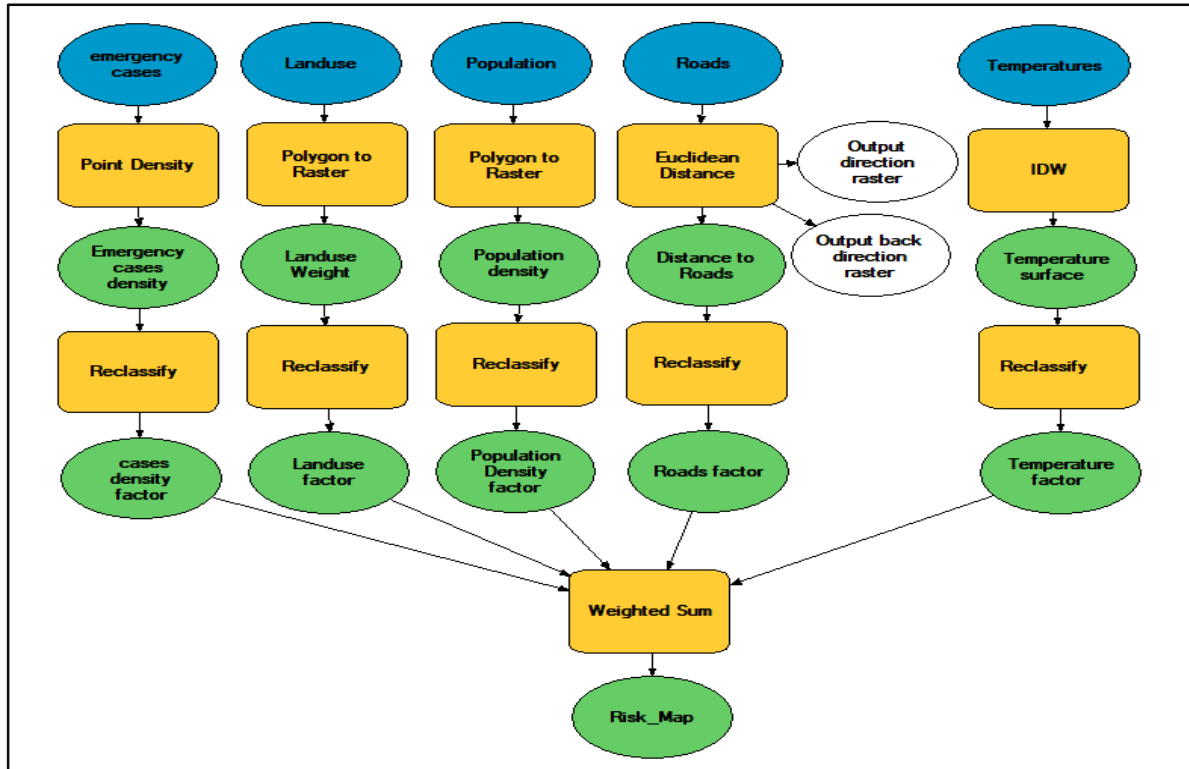 emergency
cases
Landuse
Population
Roads
Temperatures
Point Density
Polygon to
Raster
Polygon to
Raster
Euclidean
Distance
Output
direction
raster
IDW
Emergency
cases
density
Landuse
Weight
Population
density
Distance to
Roads
Output back
direction
raster
Temperature
surface
Reclassify
Reclassify
Reclassify
Reclassify
Reclassify
cases
density
factor
Landuse
factor
Population
Density
factor
Roads factor
Temperature
factor
Weighted Sum
Risk_Map